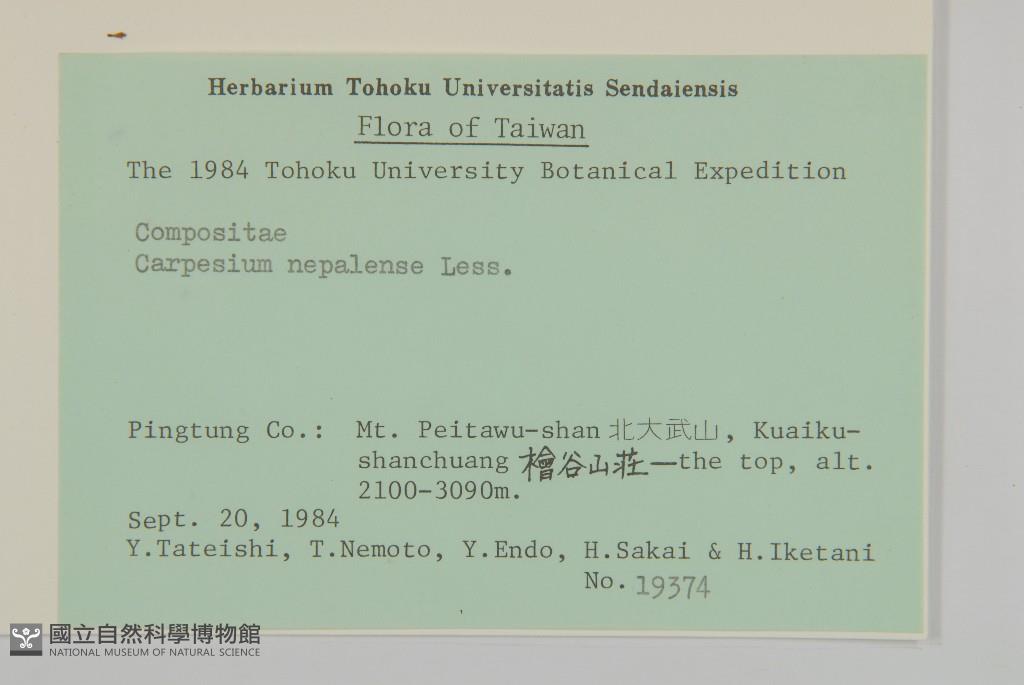 Herbarium Tohoku Universitatis Sendaiensis
Flora of Taiwan
The 1984 Tohoku University Botanical Expedition
Compositae
Carpesium nepalense Less.
Pingtung Co.: Mt. Peitawu-shan 北大武山, Kuaiku-
shanchuang 檜谷山荘—the top, alt.
2100-3090m.
Sept. 20, 1984
Y.Tateishi, T.Nemoto, Y.Endo, H.Sakai & H.Iketani
No. 19374
國立自然科學博物館
NATIONAL MUSEUM OF NATURAL SCIENCE